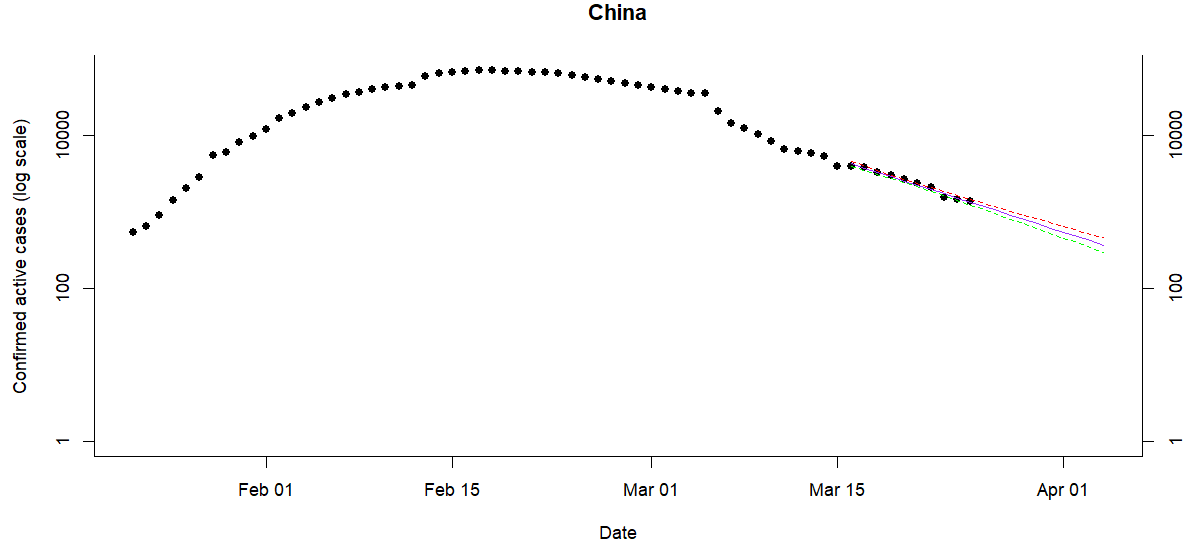 China
Confirmed active cases (log scale)
10000
100
1
10000
100
1
Feb 01
Feb 15
Mar 01
Mar 15
Apr 01
Date